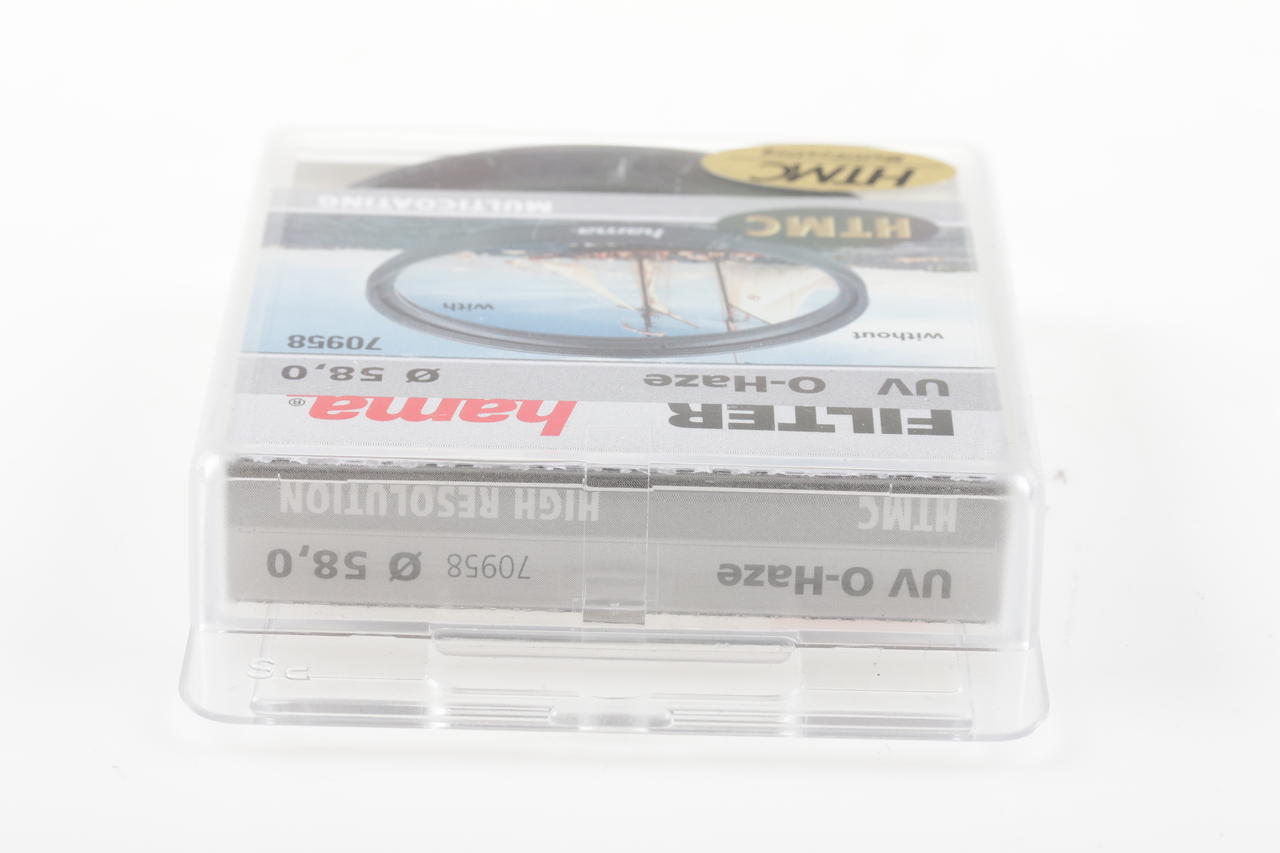 FILTER hama®
UV O-Haze Ø 58,0
70958
without with
hama
HTMC
MULTICOATING
HTMC
HTMC HIGH RESOLUTION
UV O-Haze 70958 Ø 58,0
PS